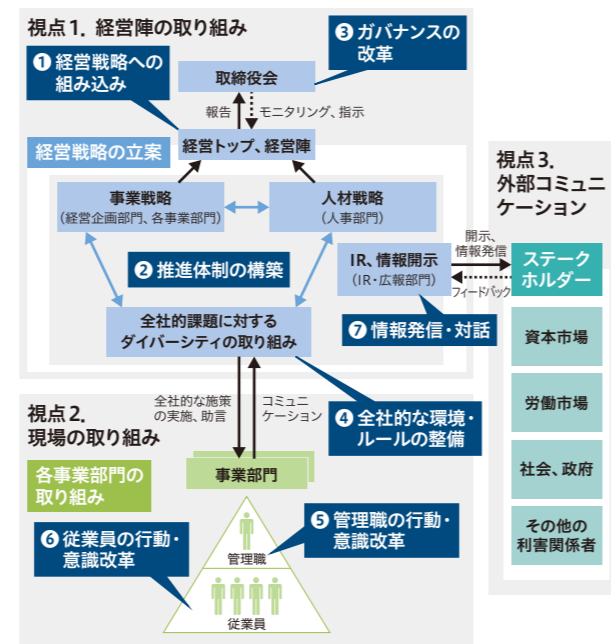 視点1．経営陣の取り組み
❶経営戦略への
組み込み
❸ガバナンスの
改革
取締役会
報告
モニタリング、指示
経営戦略の立案
経営トップ、経営陣
事業戦略
（経営企画部門、各事業部門）
人材戦略
（人事部門）
❷推進体制の構築
IR、情報開示
（IR・広報部門）
❼情報発信・対話
全社的課題に対する
ダイバーシティの取り組み
視点3．
外部コミュニ
ケーション
開示、
情報発信
フィードバック
ステーク
ホルダー
資本市場
労働市場
社会、政府
その他の
利害関係者
全社的な施策
の実施、助言
コミュニ
ケーション
❹全社的な環境・
ルールの整備
視点2．
現場の取り組み
各事業部門の
取り組み
事業部門
❺管理職の行動・
意識改革
❻従業員の行動・
意識改革
管理職
従業員